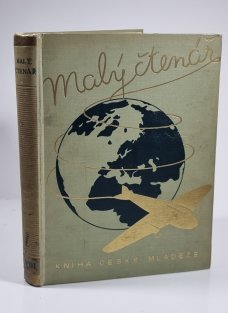 Malý čtenář
KNIHA ČESKÉ MLÁDEŽE
MALÝ
ČTENÁŘ